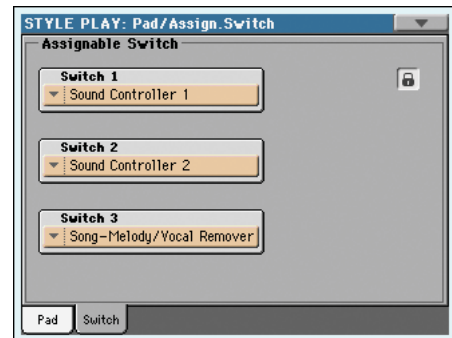 STYLE PLAY: Pad/Assign.Switch
Assignable Switch
Switch 1
Sound Controller 1
Switch 2
Sound Controller 2
Switch 3
Song-Melody/Vocal Remover
Pad Switch